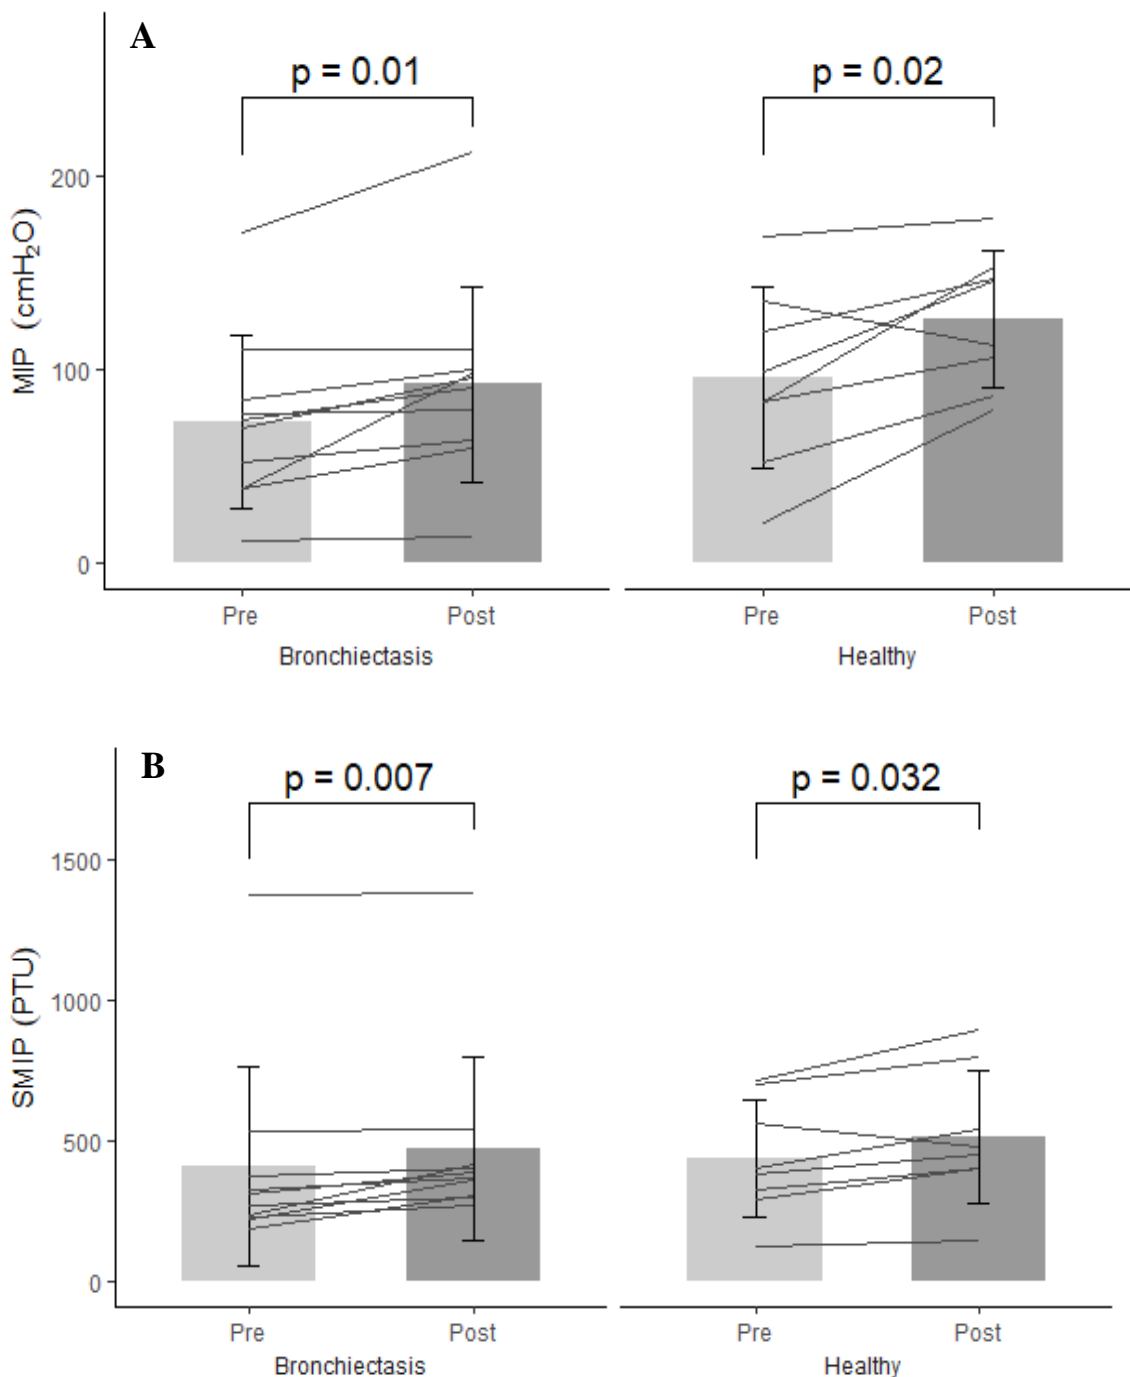 A
p = 0.01
p = 0.02
MIP (cmH₂O)
200
100
0
Pre
Post
Pre
Post
Bronchiectasis
Healthy
B
p = 0.007
p = 0.032
SMIP (PTU)
1500
1000
500
0
Pre
Post
Pre
Post
Bronchiectasis
Healthy